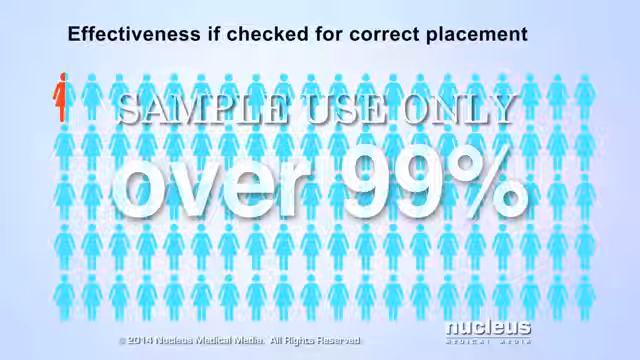 Effectiveness if checked for correct placement
SAMPLE USE ONLY
over 99%
nucleus
MEDICAL MEDIA
© 2014 Nucleus Medical Media. All Rights Reserved.